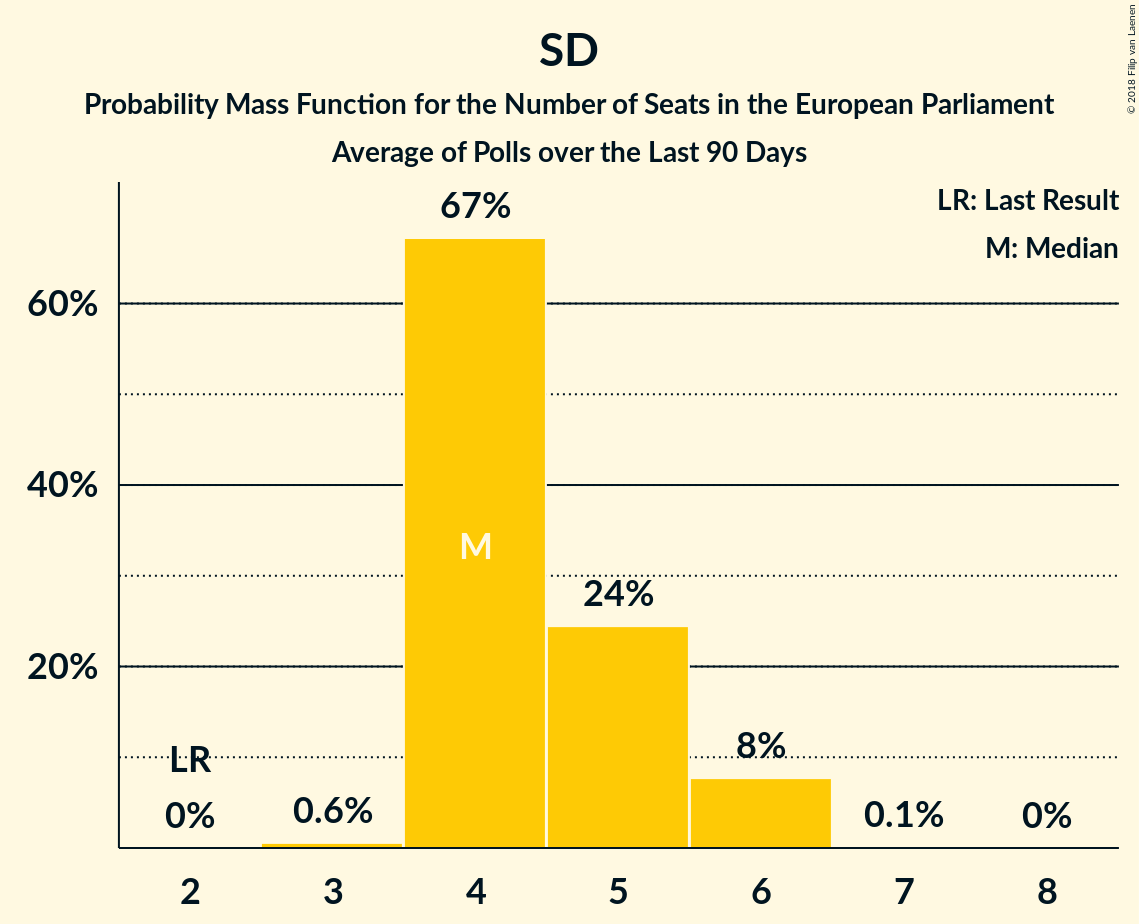 SD
Probability Mass Function for the Number of Seats in the European Parliament
Average of Polls over the Last 90 Days
© 2018 Filip van Laenen
LR: Last Result
M: Median
67%
60%
40%
M
24%
20%
8%
LR
0%
0.6%
0.1%
0%
2 3 4 5 6 7 8